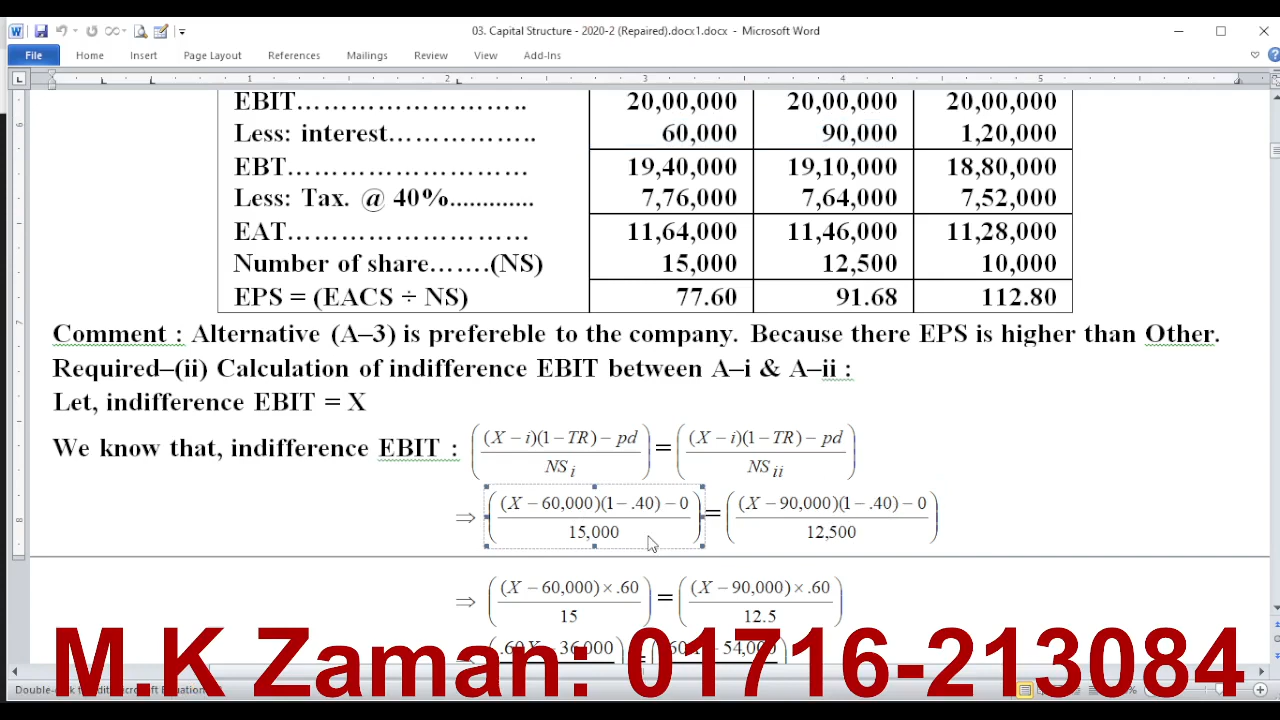 03. Capital Structure - 2020-2 (Repaired).docx1.docx - Microsoft Word
File Home Insert Page Layout References Mailings Review View Add-Ins
1 2 3 4 5
EBIT…………………….. 20,00,000 20,00,000 20,00,000
Less: interest…………….. 60,000 90,000 1,20,000
EBT……………………… 19,40,000 19,10,000 18,80,000
Less: Tax. @ 40%............. 7,76,000 7,64,000 7,52,000
EAT……………………… 11,64,000 11,46,000 11,28,000
Number of share…….(NS) 15,000 12,500 10,000
EPS = (EACS ÷ NS) 77.60 91.68 112.80
Comment : Alternative (A–3) is prefereble to the company. Because there EPS is higher than Other.
Required–(ii) Calculation of indifference EBIT between A–i & A–ii :
Let, indifference EBIT = X
We know that, indifference EBIT : ((X – i)(1 – TR) – pd / NS i) = ((X – i)(1 – TR) – pd / NS ii)
⇒ ((X – 60,000)(1 – .40) – 0 / 15,000) = ((X – 90,000)(1 – .40) – 0 / 12,500)
⇒ ((X – 60,000) × .60 / 15) = ((X – 90,000) × .60 / 12.5)
M.K Zaman: 01716-213084